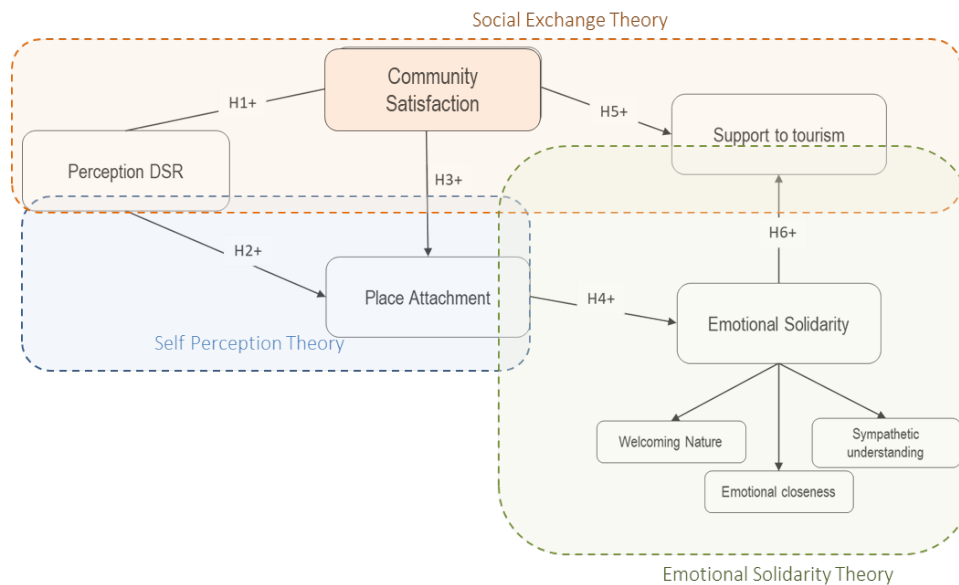 Social Exchange Theory
Community
Satisfaction
H1+
H5+
Support to tourism
Perception DSR
H3+
H2+
H6+
Place Attachment
H4+
Emotional Solidarity
Self Perception Theory
Welcoming Nature
Sympathetic
understanding
Emotional closeness
Emotional Solidarity Theory